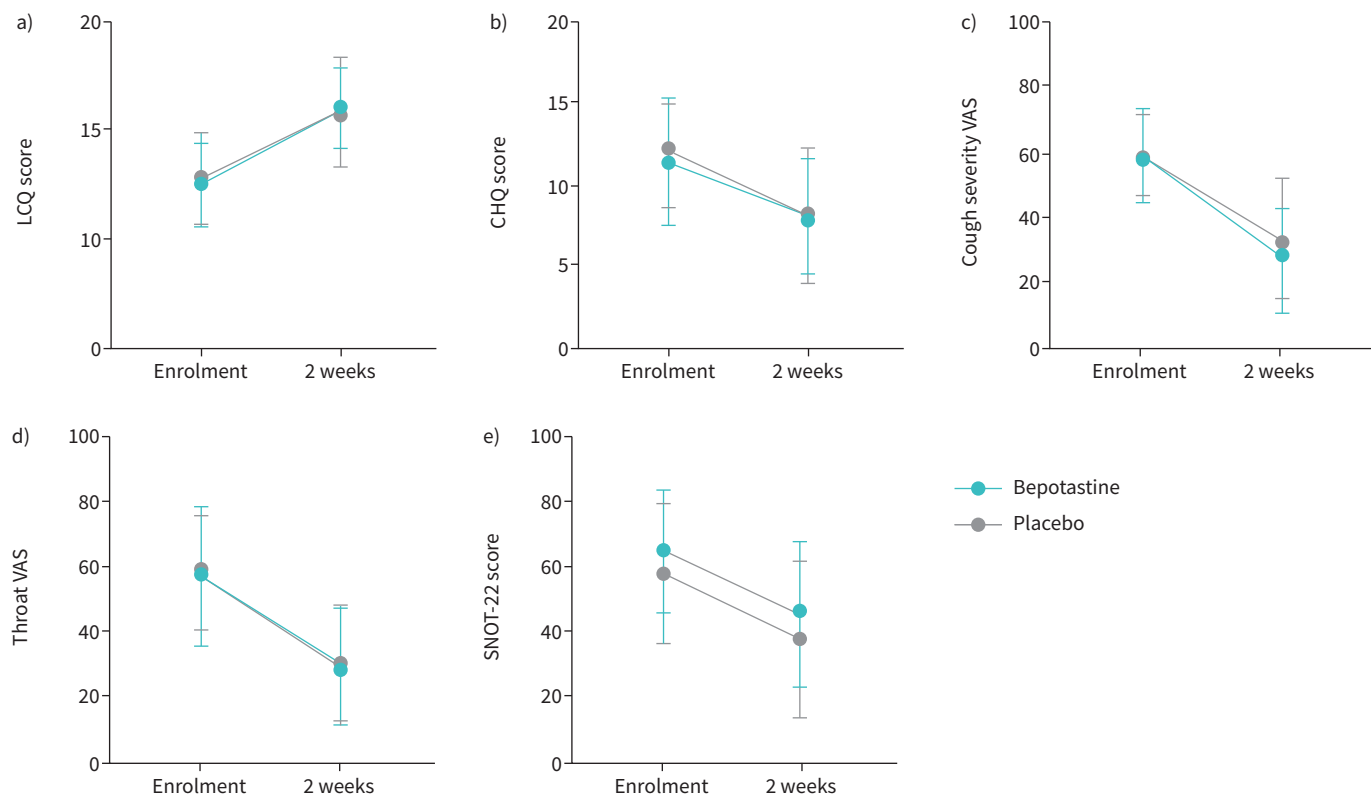 a)
20
15
10
0
LCQ score
Enrolment
2 weeks
b)
20
15
10
5
0
CHQ score
Enrolment
2 weeks
c)
100
80
60
40
20
0
Cough severity VAS
Enrolment
2 weeks
d)
100
80
60
40
20
0
Throat VAS
Enrolment
2 weeks
e)
100
80
60
40
20
0
SNOT-22 score
Enrolment
2 weeks
Bepotastine
Placebo